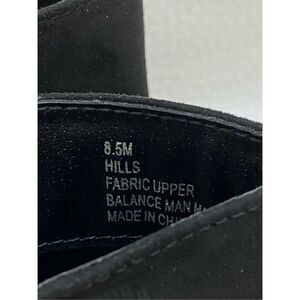 8.5M
HILLS
FABRIC UPPER
BALANCE MAN
MADE IN